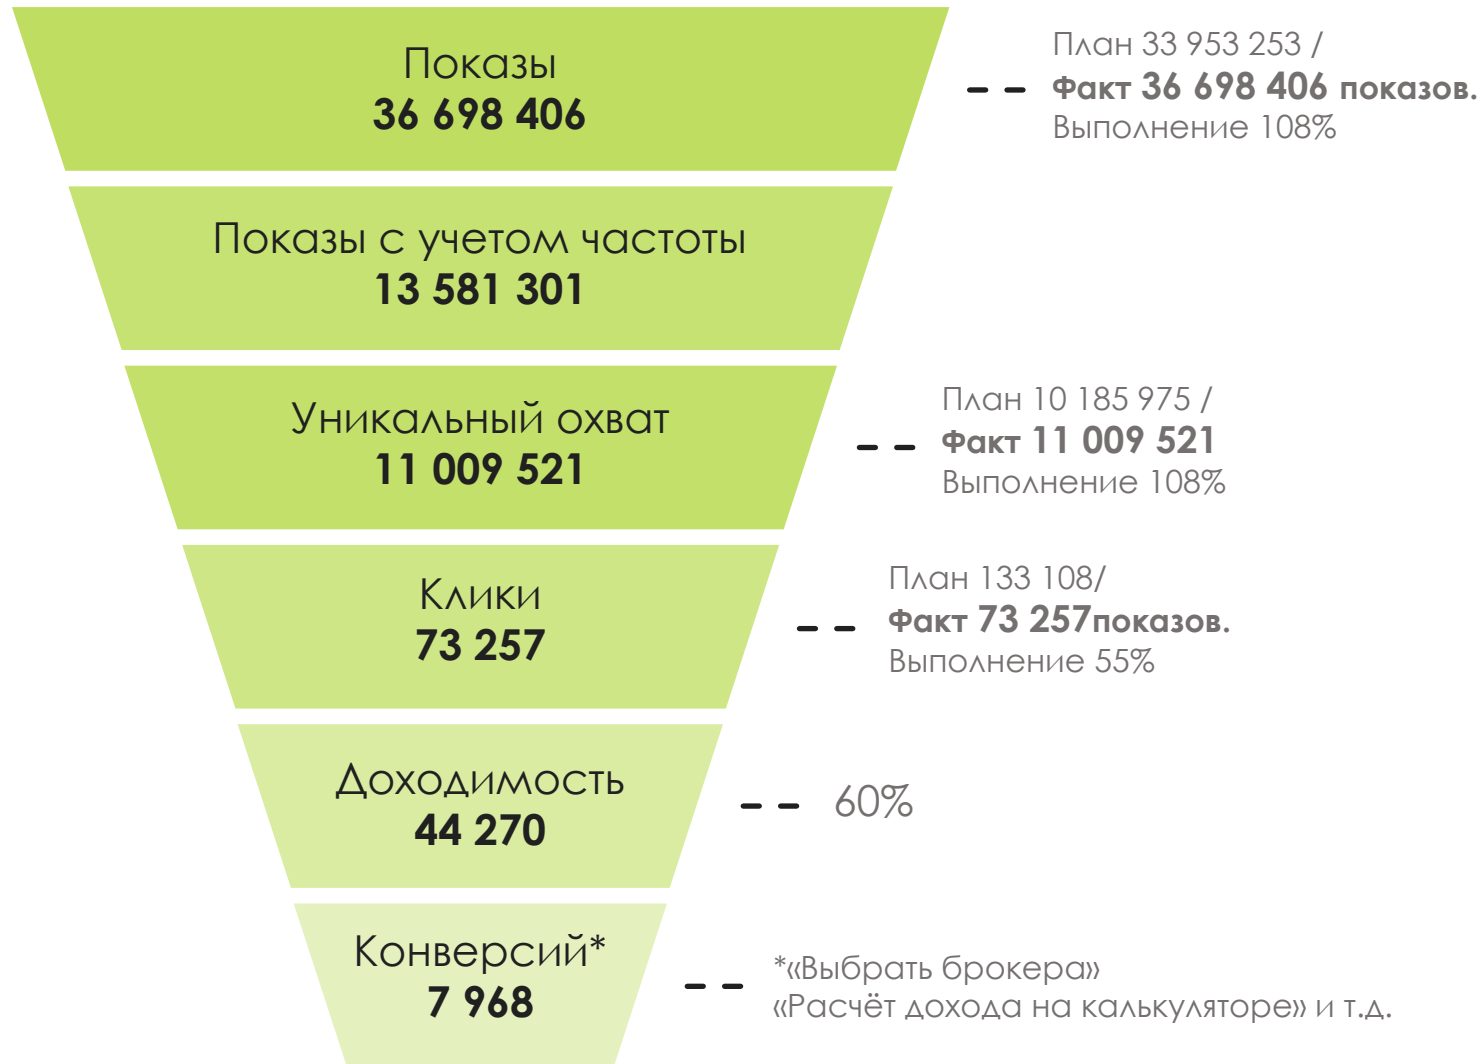 Показы
36 698 406
План 33 953 253 /
Факт 36 698 406 показов.
Выполнение 108%
Показы с учетом частоты
13 581 301
Уникальный охват
11 009 521
План 10 185 975 /
Факт 11 009 521
Выполнение 108%
Клики
73 257
План 133 108/
Факт 73 257показов.
Выполнение 55%
Доходимость
44 270
60%
Конверсий*
7 968
*«Выбрать брокера»
«Расчёт дохода на калькуляторе» и т.д.